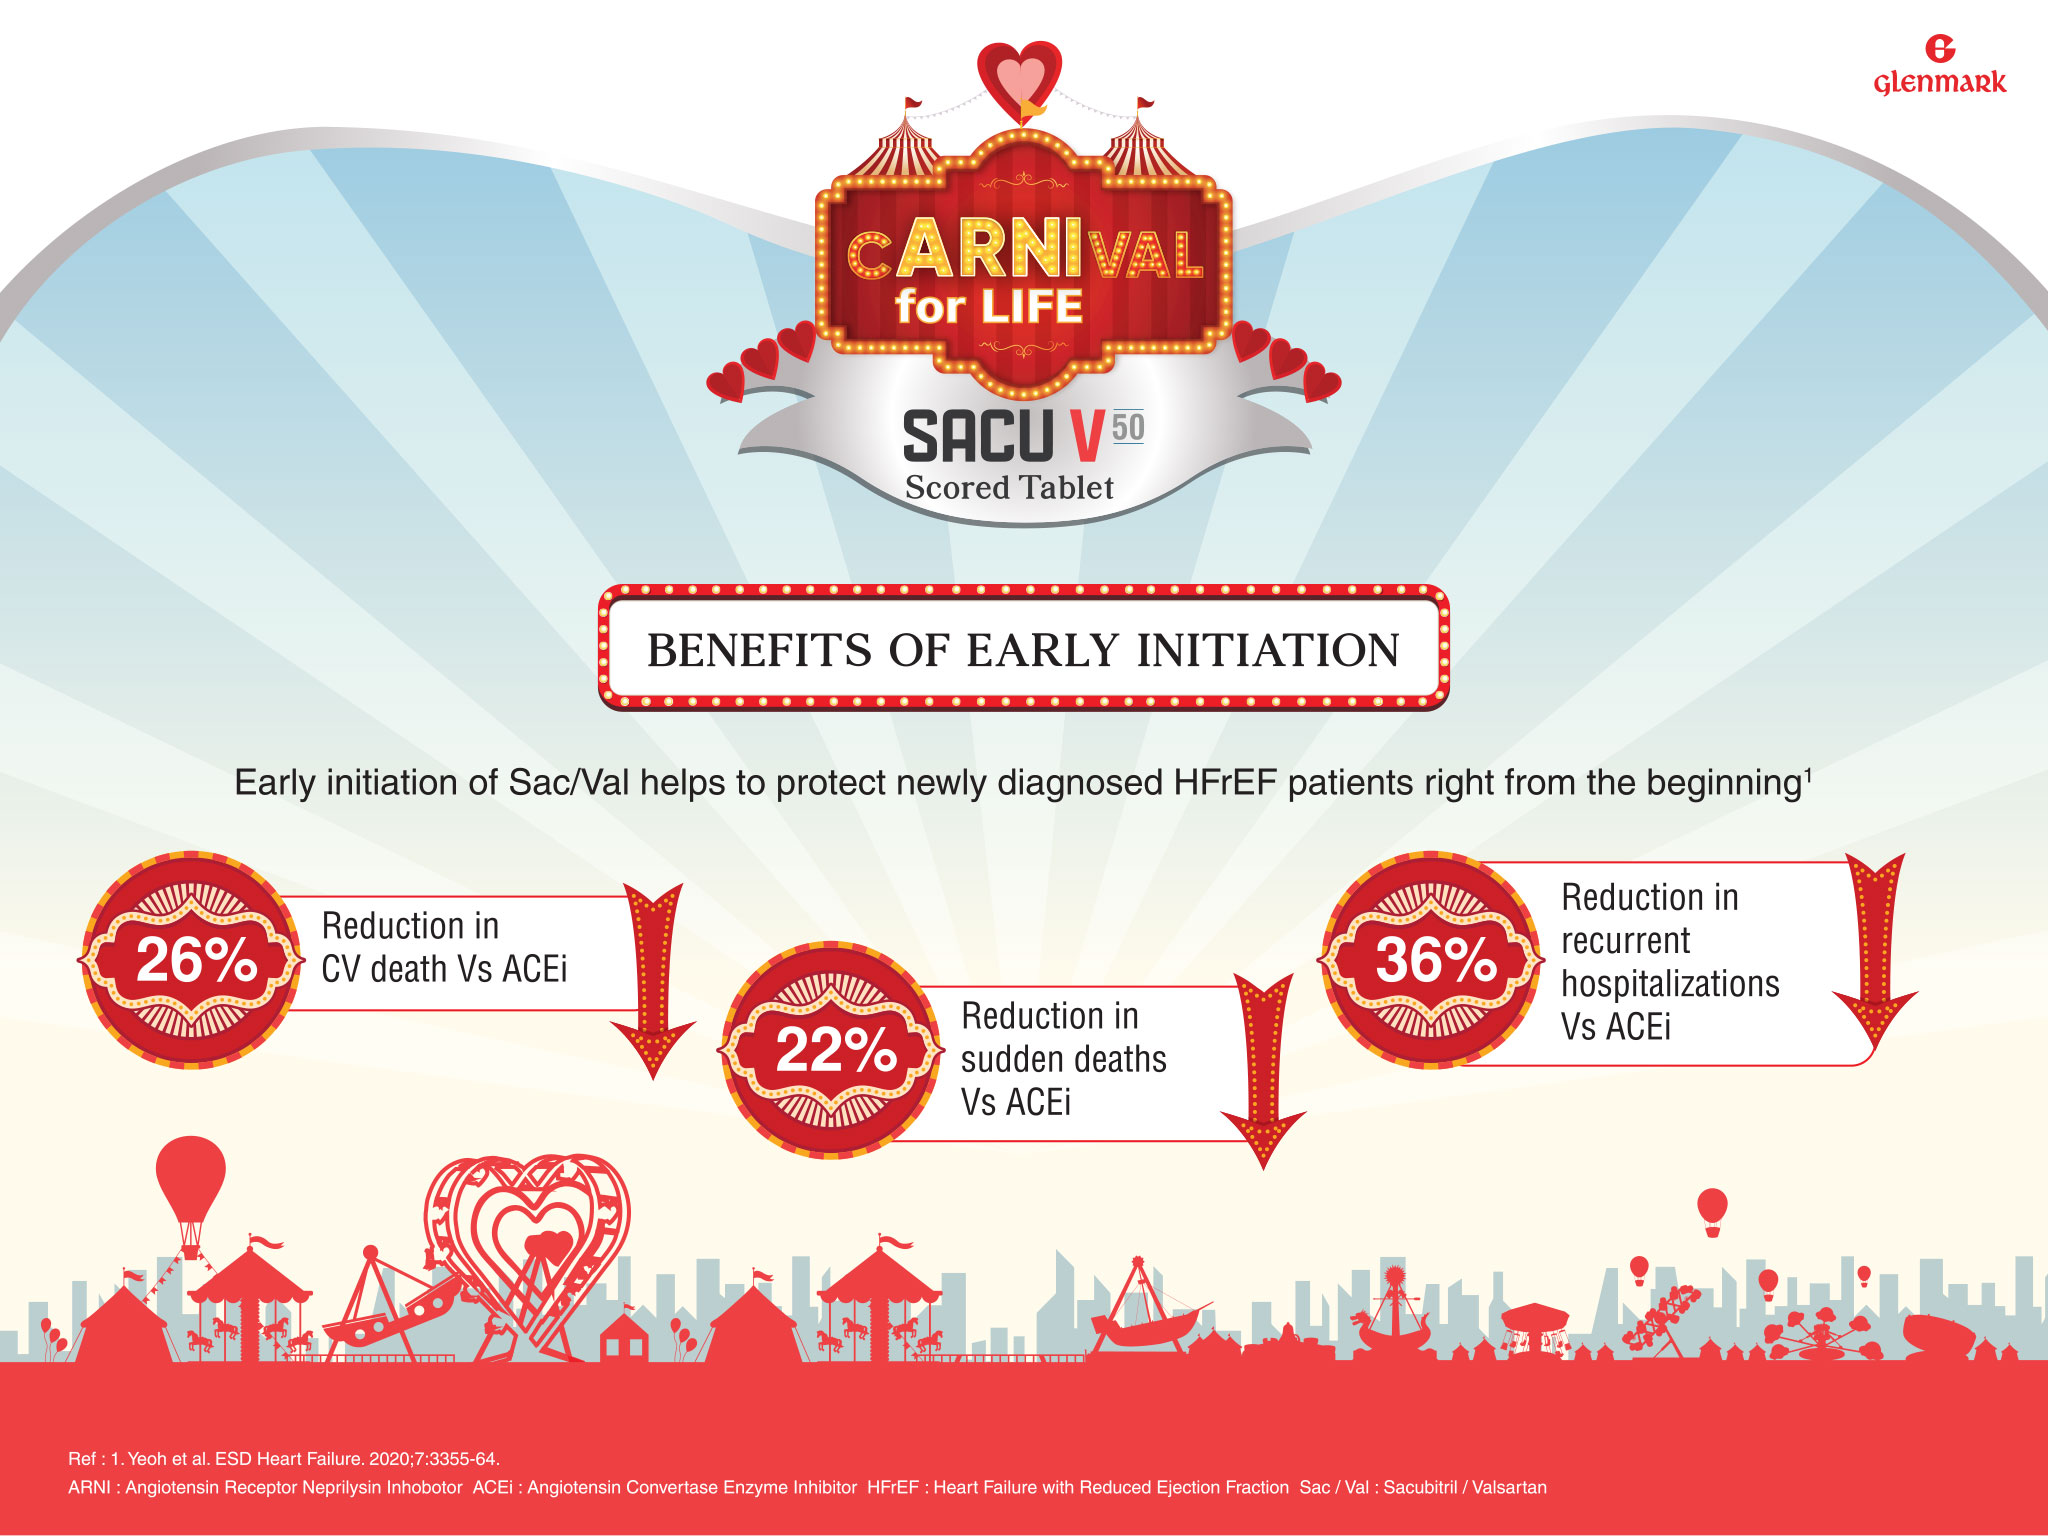 GLENMARK
CARNIVAL
for LIFE
SACU V 50
Scored Tablet
BENEFITS OF EARLY INITIATION
Early initiation of Sac/Val helps to protect newly diagnosed HFrEF patients right from the beginning¹
26%
Reduction in
CV death Vs ACEi
22%
Reduction in
sudden deaths
Vs ACEi
36%
Reduction in
recurrent
hospitalizations
Vs ACEi
Ref : 1. Yeoh et al. ESD Heart Failure. 2020;7:3355-64.
ARNI : Angiotensin Receptor Neprilysin Inhobotor ACEi : Angiotensin Convertase Enzyme Inhibitor HFrEF : Heart Failure with Reduced Ejection Fraction Sac / Val : Sacubitril / Valsartan